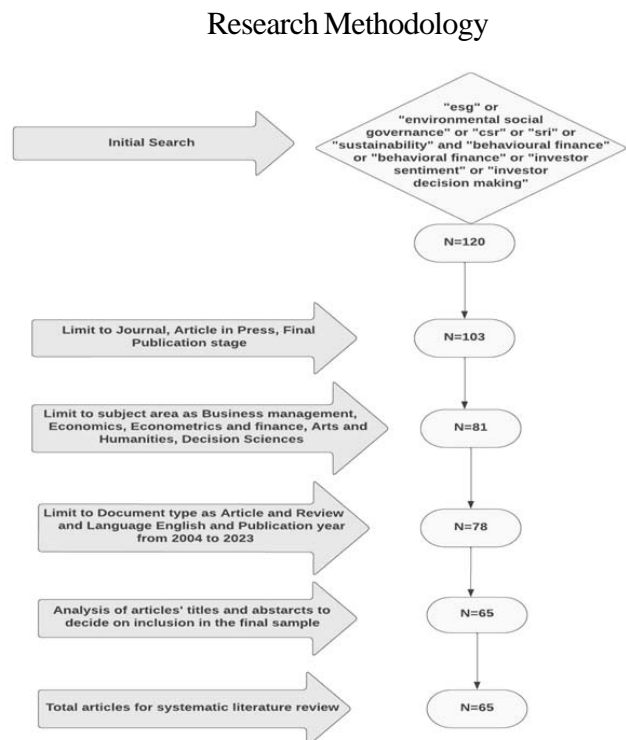 Research Methodology
Initial Search
"esg" or
"environmental social
governance" or "csr" or "sri" or
"sustainability" and "behavioural finance"
or "behavioral finance" or "investor
sentiment" or "investor
decision making"
N=120
Limit to Journal, Article in Press, Final
Publication stage
N=103
Limit to subject area as Business management,
Economics, Econometrics and finance, Arts and
Humanities, Decision Sciences
N=81
Limit to Document type as Article and Review
and Language English and Publication year
from 2004 to 2023
N=78
Analysis of articles' titles and abstarcts to
decide on inclusion in the final sample
N=65
Total articles for systematic literature review
N=65